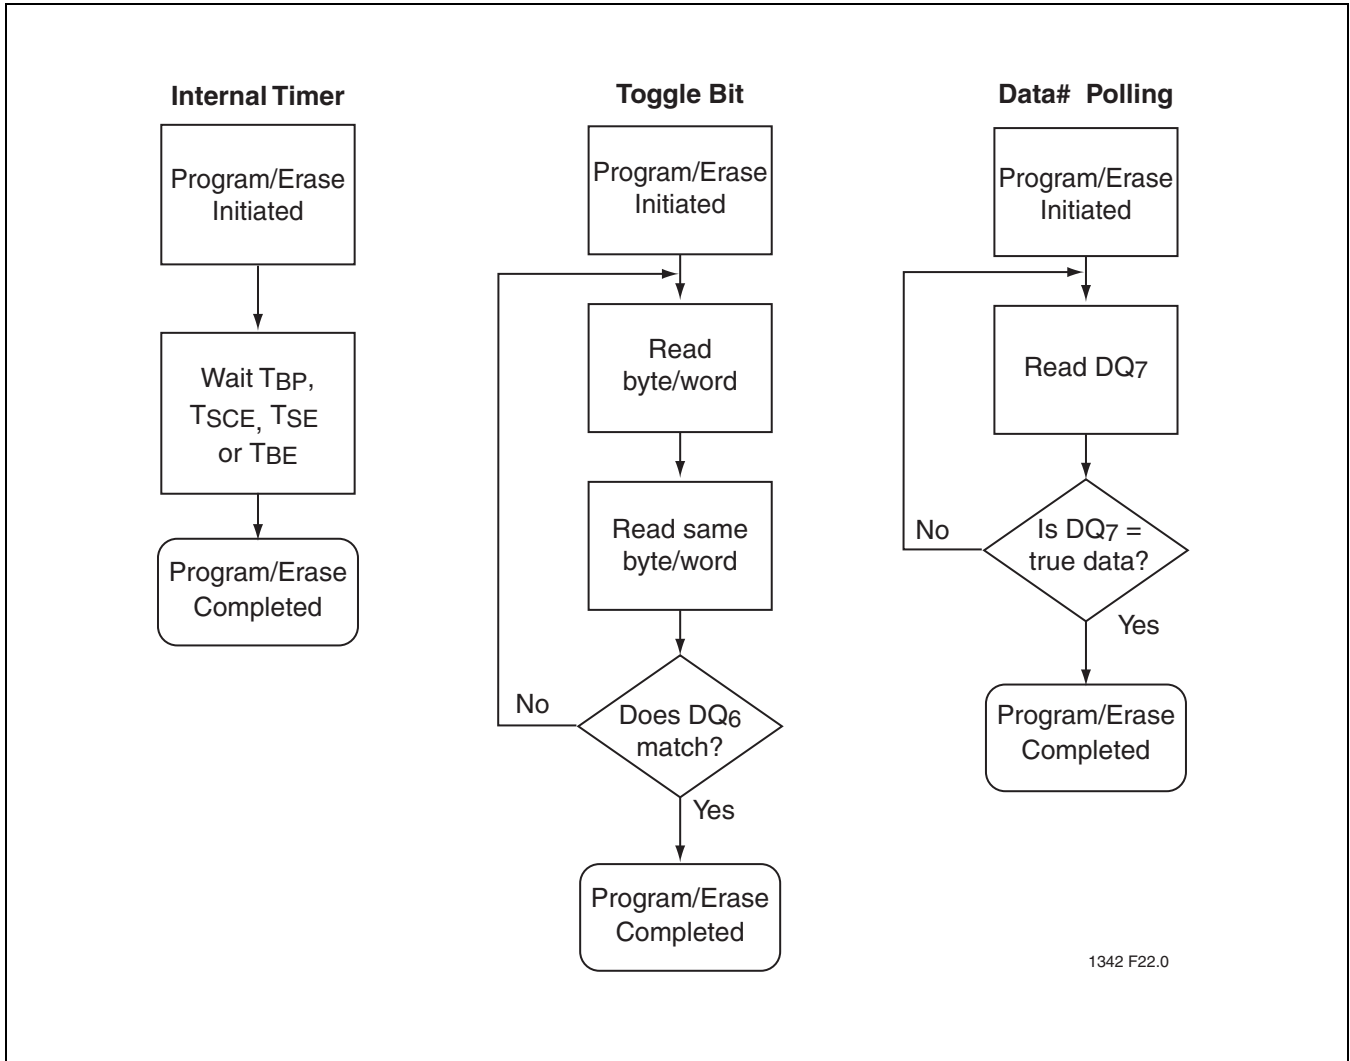 Internal Timer
Program/Erase
Initiated
Wait TBP,
TSCE, TSE
or TBE
Program/Erase
Completed
Toggle Bit
Program/Erase
Initiated
Read
byte/word
Read same
byte/word
Does DQ6
match?
No
Yes
Program/Erase
Completed
Data# Polling
Program/Erase
Initiated
Read DQ7
Is DQ7 =
true data?
No
Yes
Program/Erase
Completed
1342 F22.0